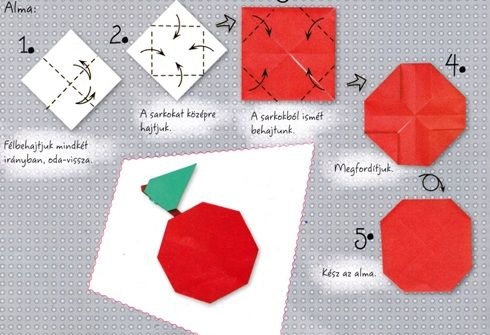 Alma:
1.
2.
A sarkokat középre
hajtjuk.
Félbehajtjuk mindkét
irányban, oda-vissza.
A sarkokból ismét
behajtunk.
4.
Megfordítjuk.
5.
Kész az alma.